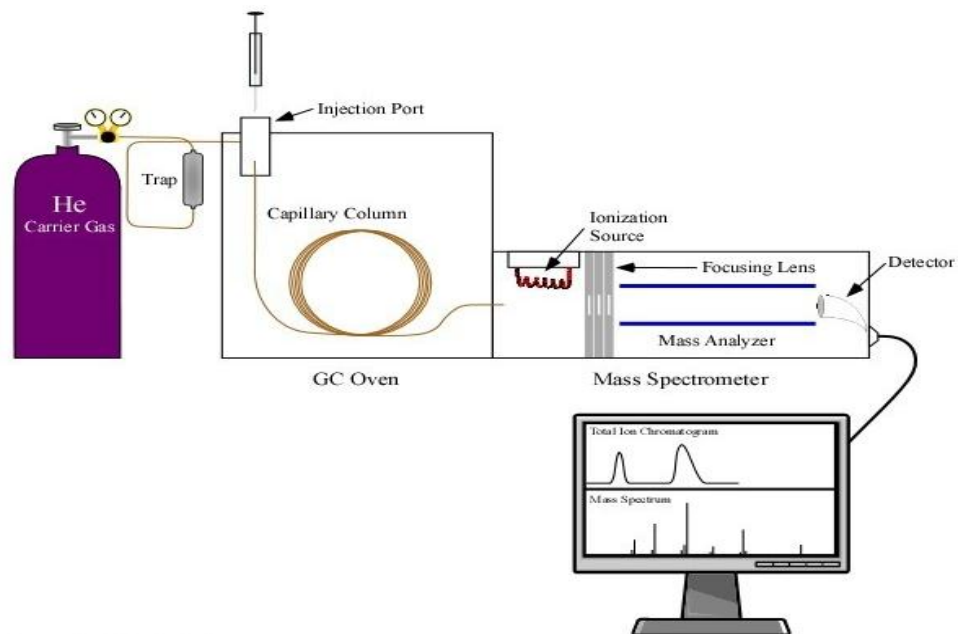 Injection Port
He
Carrier Gas
Trap
Capillary Column
Ionization
Source
Focusing Lens
Detector
Mass Analyzer
GC Oven
Mass Spectrometer
Total Ion Chromatogram
Mass Spectrum